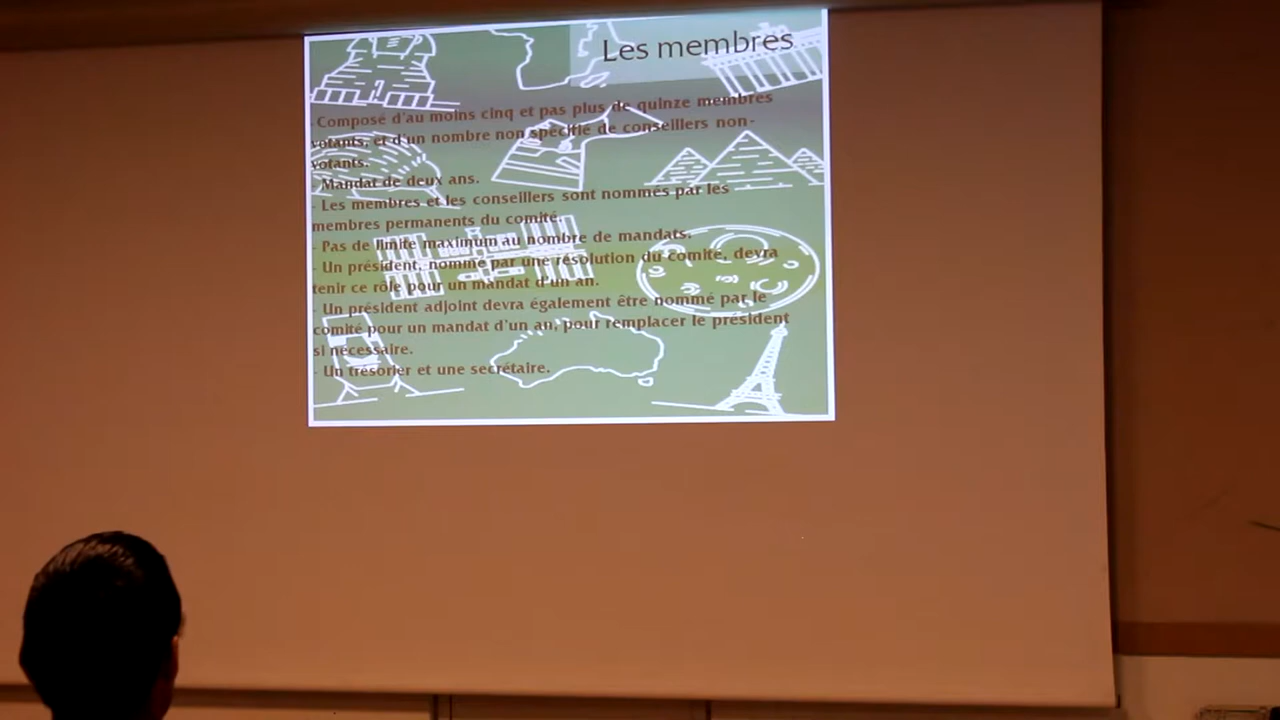 Les membres
- Composé d'au moins cinq et pas plus de quinze membres
votants, et d'un nombre non spécifié de conseillers non-
votants.
- Mandat de deux ans.
- Les membres et les conseillers sont nommés par les
membres permanents du comité.
- Pas de limite maximum au nombre de mandats.
- Un président, nommé par une résolution du comité, devra
tenir ce rôle pour un mandat d'un an.
- Un président adjoint devra également être nommé par le
comité pour un mandat d'un an, pour remplacer le président
si nécessaire.
- Un trésorier et une secrétaire.